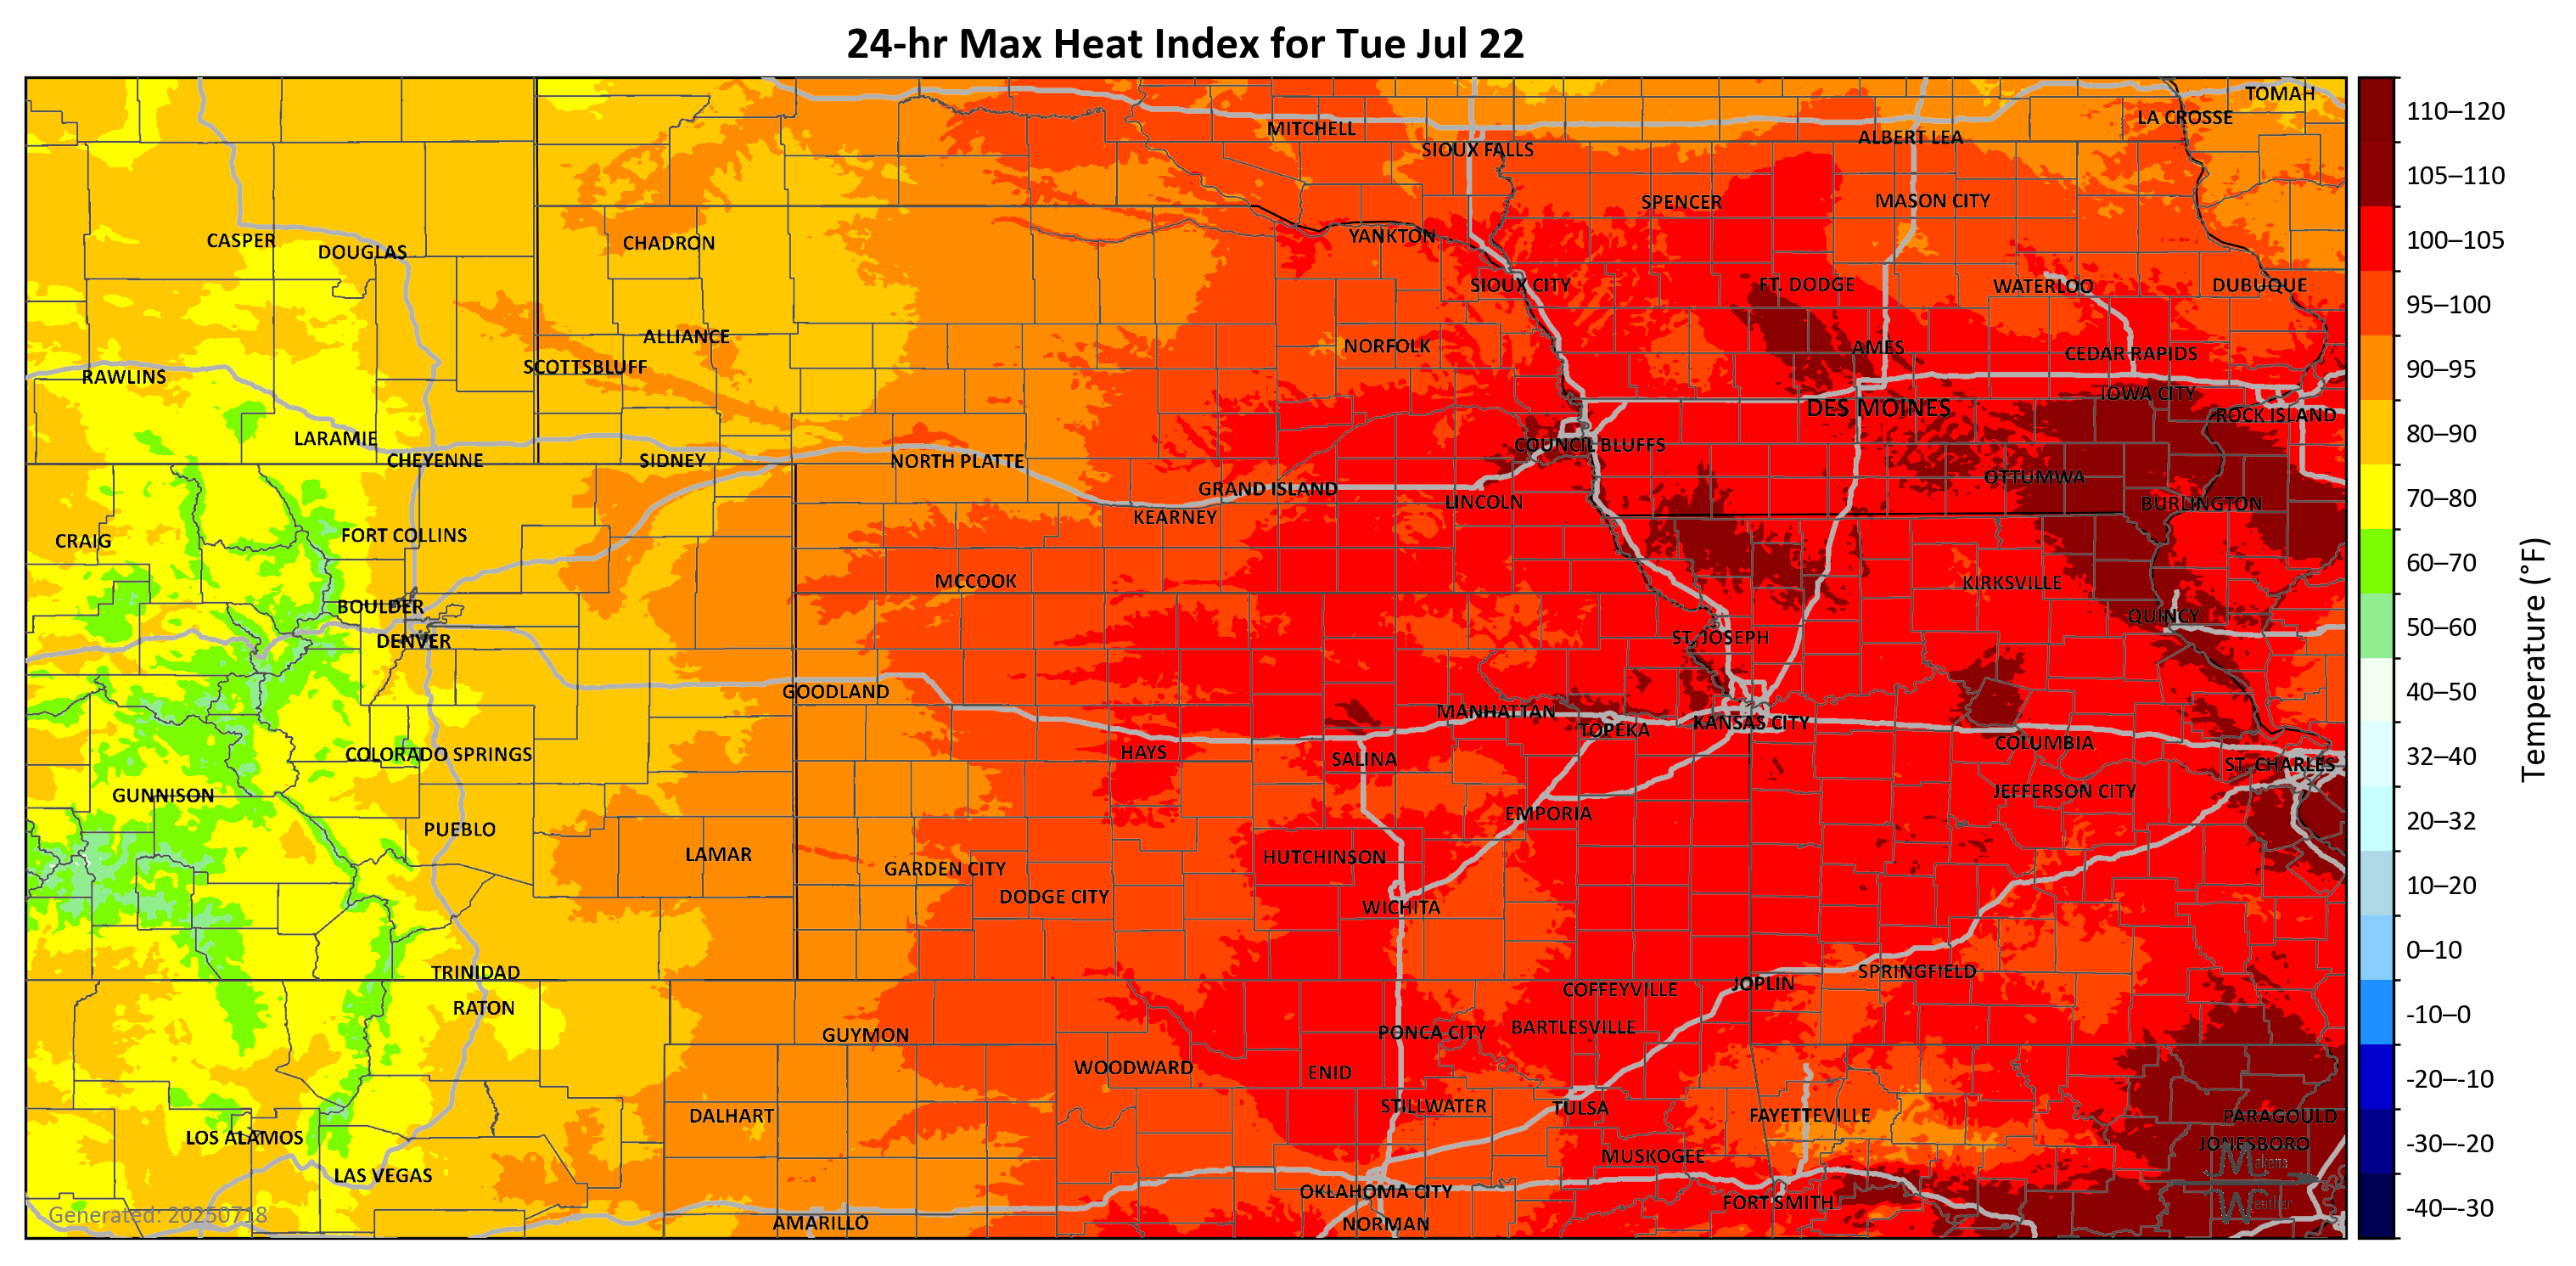 24-hr Max Heat Index for Tue Jul 22
TOMAH
LA CROSSE
MITCHELL
ALBERT LEA
SIOUX FALLS
SPENCER
MASON CITY
YANKTON
CASPER
CHADRON
DOUGLAS
SIOUX CITY
FT. DODGE
WATERLOO
DUBUQUE
ALLIANCE
NORFOLK
AMES
CEDAR RAPIDS
SCOTTSBLUFF
RAWLINS
IOWA CITY
DES MOINES
ROCK ISLAND
LARAMIE
COUNCIL BLUFFS
CHEYENNE
SIDNEY
NORTH PLATTE
OTTUMWA
GRAND ISLAND
LINCOLN
BURLINGTON
KEARNEY
FORT COLLINS
CRAIG
MCCOOK
KIRKSVILLE
BOULDER
QUINCY
DENVER
ST. JOSEPH
GOODLAND
MANHATTAN
TOPEKA
KANSAS CITY
COLUMBIA
COLORADO SPRINGS
HAYS
SALINA
ST. CHARLES
GUNNISON
JEFFERSON CITY
EMPORIA
PUEBLO
LAMAR
HUTCHINSON
GARDEN CITY
DODGE CITY
WICHITA
TRINIDAD
SPRINGFIELD
JOPLIN
COFFEYVILLE
RATON
BARTLESVILLE
PONCA CITY
GUYMON
WOODWARD
ENID
STILLWATER
TULSA
DALHART
FAYETTEVILLE
PARAGOULD
LOS ALAMOS
JONESBORO
MUSKOGEE
LAS VEGAS
OKLAHOMA CITY
FORT SMITH
AMARILLO
NORMAN
Makens
Weather
Generated: 20250718
110–120
105–110
100–105
95–100
90–95
80–90
70–80
60–70
50–60
40–50
32–40
20–32
10–20
0–10
-10–0
-20–-10
-30–-20
-40–-30
Temperature (°F)